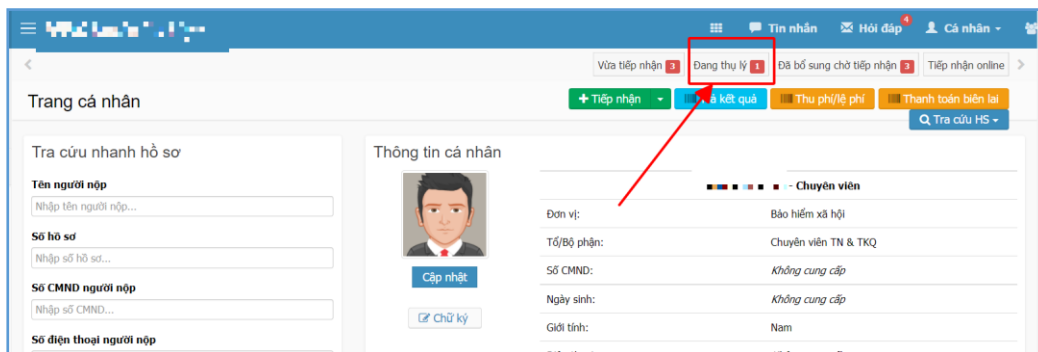 Tin nhắn
Hỏi đáp 4
Cá nhân
Vừa tiếp nhận 3
Đang thụ lý 1
Đã bổ sung chờ tiếp nhận 3
Tiếp nhận online
Trang cá nhân
+ Tiếp nhận
kết quả
Thu phí/lệ phí
Thanh toán biên lai
Tra cứu HS
Tra cứu nhanh hồ sơ
Tên người nộp
Nhập tên người nộp...
Số hồ sơ
Nhập số hồ sơ...
Số CMND người nộp
Nhập số CMND...
Số điện thoại người nộp
Thông tin cá nhân
Cập nhật
Chữ ký
- Chuyên viên
Đơn vị: Bảo hiểm xã hội
Tổ/Bộ phận: Chuyên viên TN & TKQ
Số CMND: Không cung cấp
Ngày sinh: Không cung cấp
Giới tính: Nam